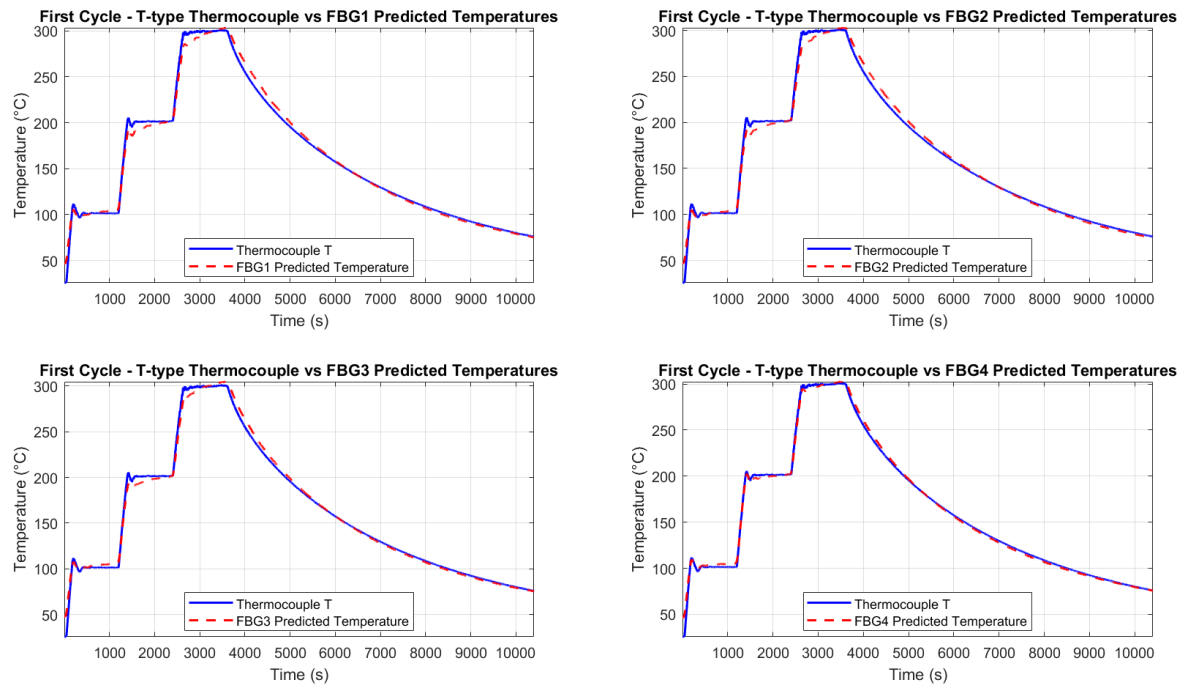 First Cycle - T-type Thermocouple vs FBG1 Predicted Temperatures
300
250
200
150
100
50
Temperature (°C)
Thermocouple T
FBG1 Predicted Temperature
1000 2000 3000 4000 5000 6000 7000 8000 9000 10000
Time (s)
First Cycle - T-type Thermocouple vs FBG2 Predicted Temperatures
300
250
200
150
100
50
Temperature (°C)
Thermocouple T
FBG2 Predicted Temperature
1000 2000 3000 4000 5000 6000 7000 8000 9000 10000
Time (s)
First Cycle - T-type Thermocouple vs FBG3 Predicted Temperatures
300
250
200
150
100
50
Temperature (°C)
Thermocouple T
FBG3 Predicted Temperature
1000 2000 3000 4000 5000 6000 7000 8000 9000 10000
Time (s)
First Cycle - T-type Thermocouple vs FBG4 Predicted Temperatures
300
250
200
150
100
50
Temperature (°C)
Thermocouple T
FBG4 Predicted Temperature
1000 2000 3000 4000 5000 6000 7000 8000 9000 10000
Time (s)